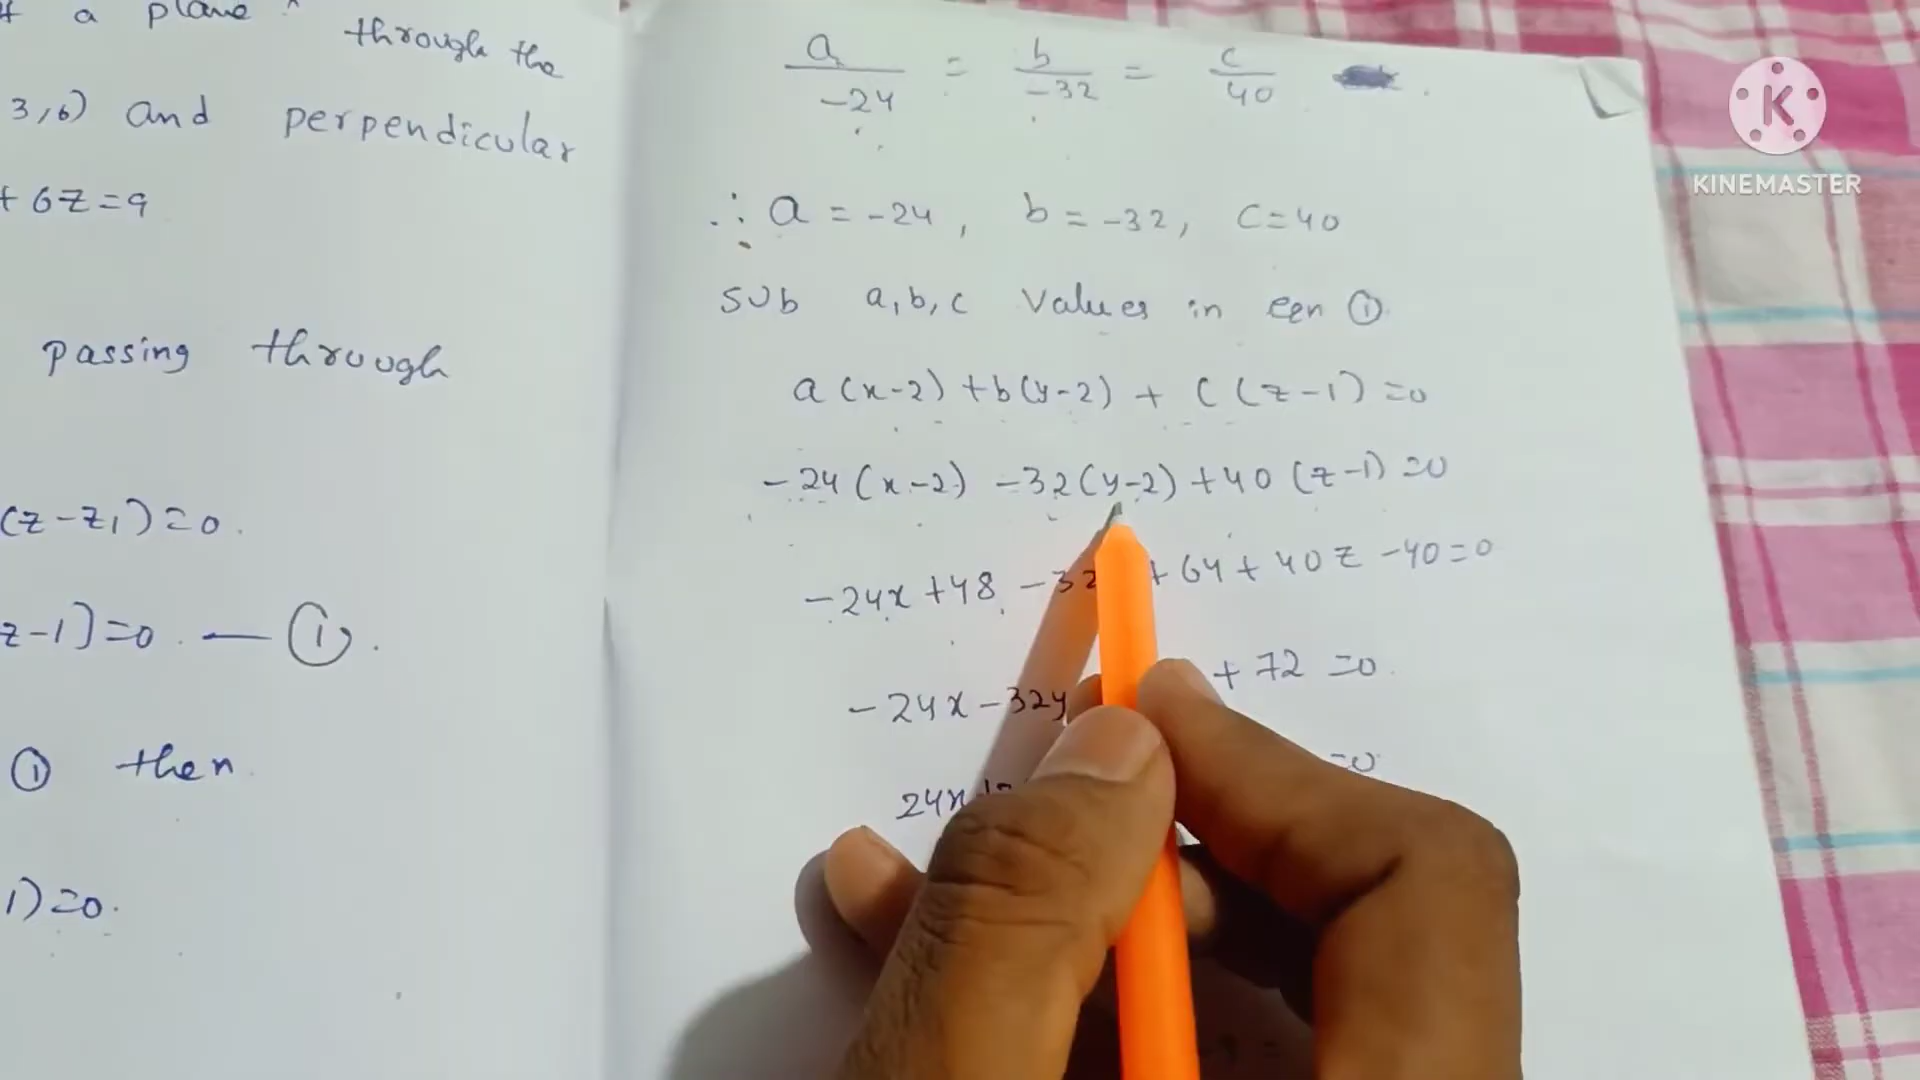 a plane through the
3,6) and perpendicular
+ 6z=9
passing through
(z-z1)=0.
z-1)=0. — ①.
① then
1)=0.
a/-24 = b/-32 = c/40
∴ a = -24, b = -32, c=40
sub a,b,c values in eqn ①
a(x-2)+b(y-2)+c(z-1)=0
-24(x-2) -32(y-2)+40(z-1)=0
-24x+48 -32 +64+40z-40=0
-24x-32y +72 =0.
24x =0
KINEMASTER